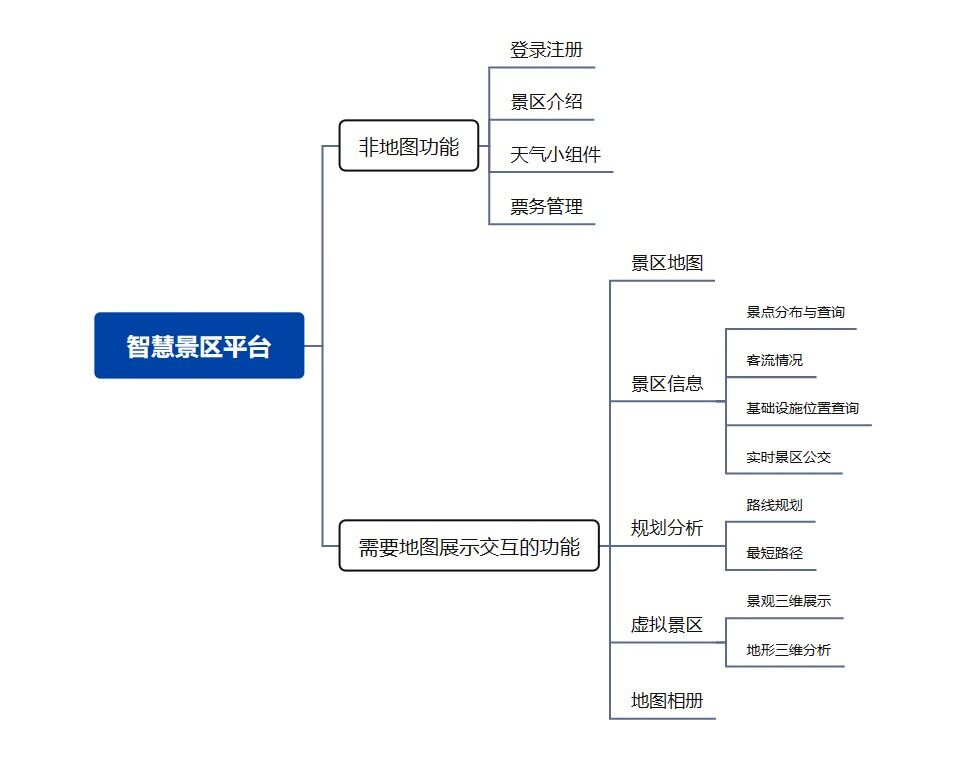 智慧景区平台
非地图功能
登录注册
景区介绍
天气小组件
票务管理
需要地图展示交互的功能
景区地图
景区信息
景点分布与查询
客流情况
基础设施位置查询
实时景区公交
规划分析
路线规划
最短路径
虚拟景区
景观三维展示
地形三维分析
地图相册